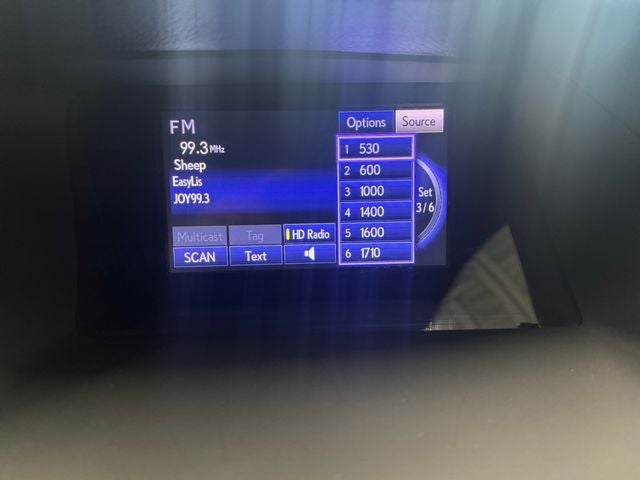 FM
99.3 MHz
Sheep
EasyLis
JOY99.3
Multicast Tag HD Radio
SCAN Text
Options Source
1 530
2 600
3 1000
4 1400
5 1600
6 1710
Set
3/6